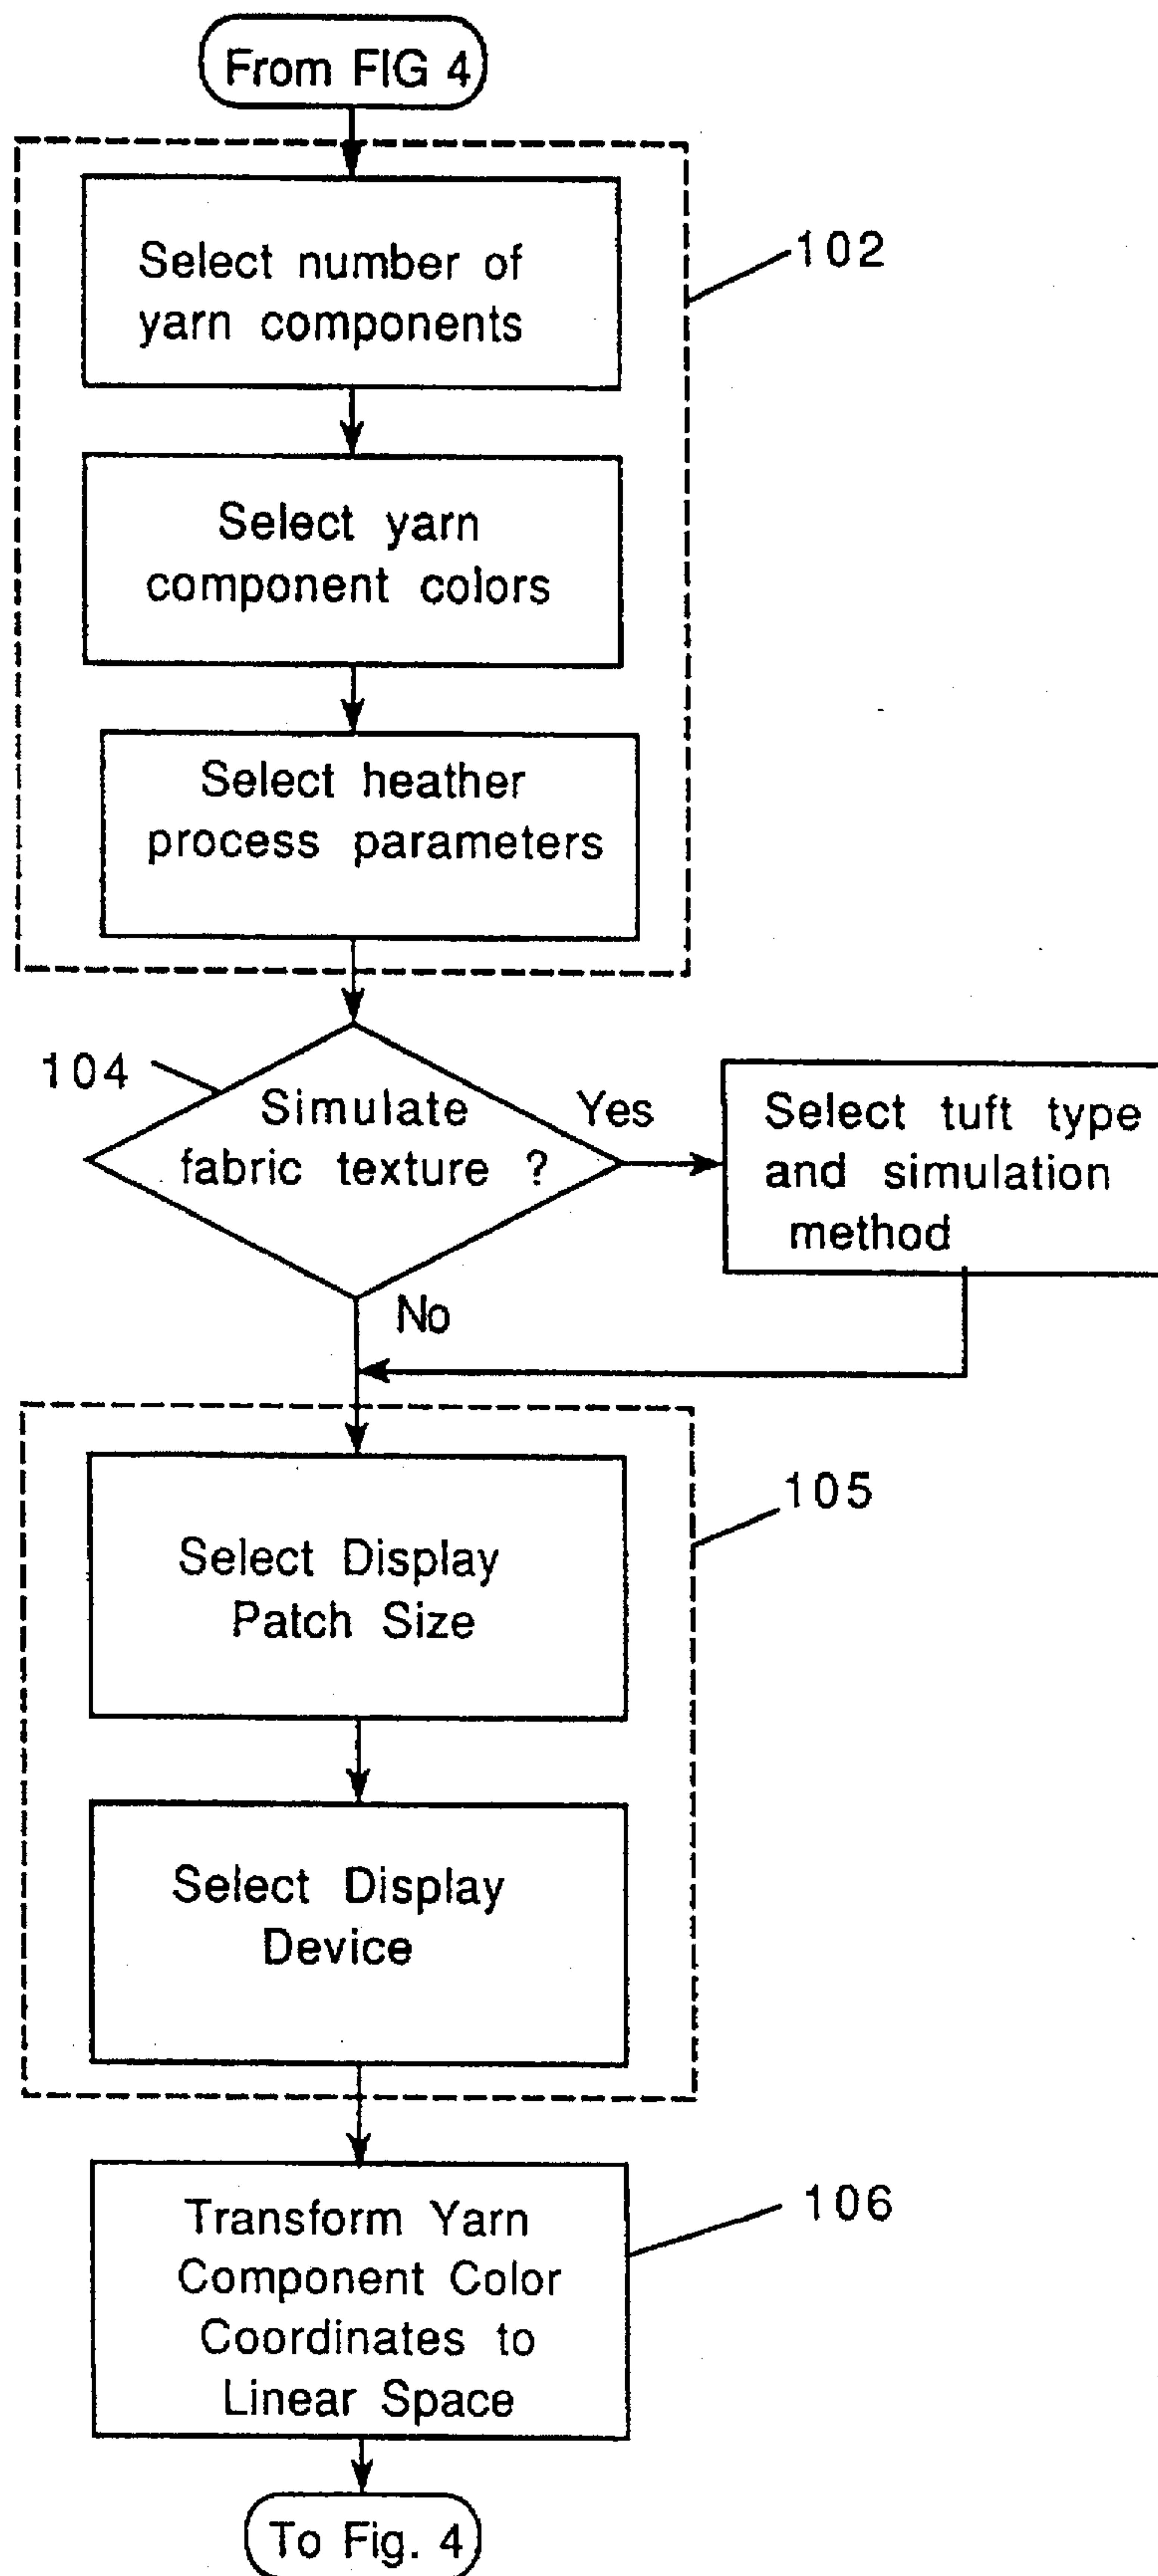 From FIG 4
102
Select number of
yarn components
Select yarn
component colors
Select heather
process parameters
104
Simulate
fabric texture ?
Yes
Select tuft type
and simulation
method
No
105
Select Display
Patch Size
Select Display
Device
106
Transform Yarn
Component Color
Coordinates to
Linear Space
To Fig. 4